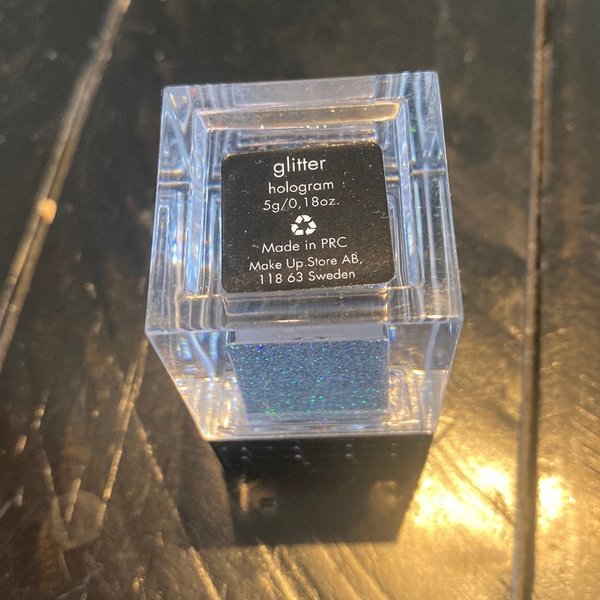 glitter
hologram
5g/0,18oz.
Made in PRC
Make Up Store AB,
118 63 Sweden